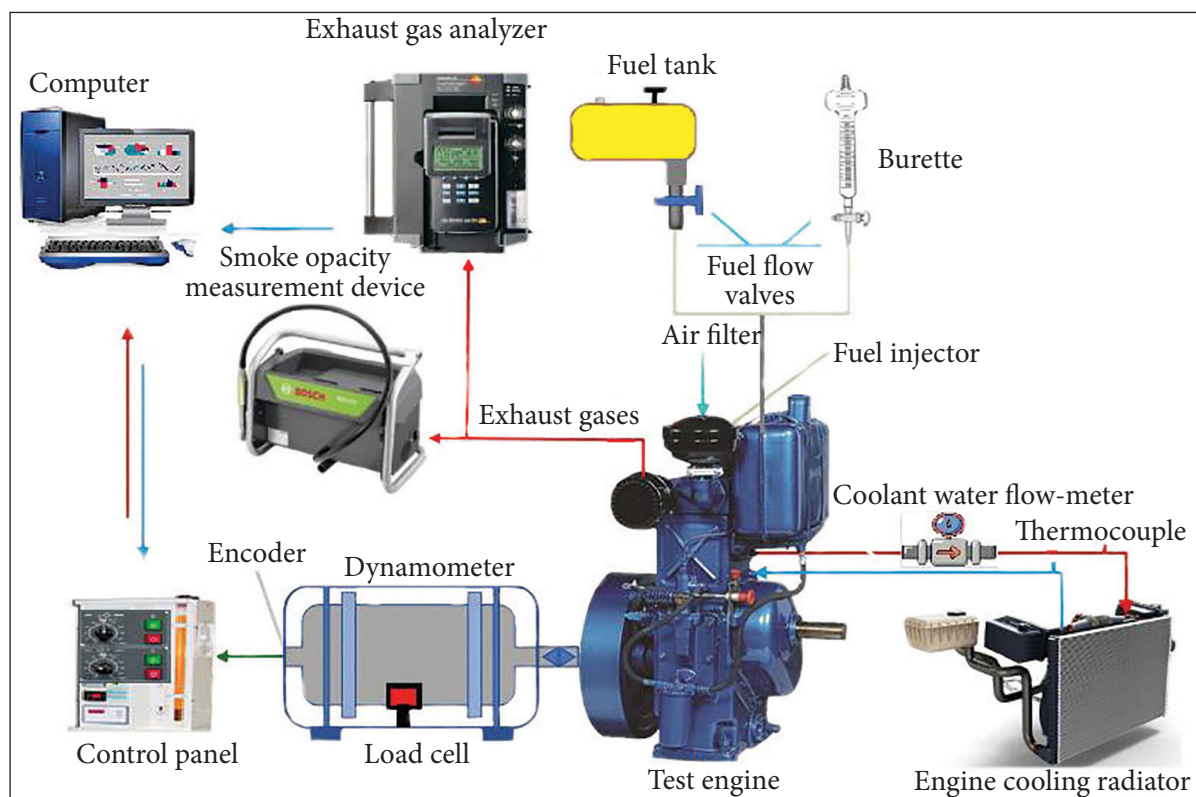 Exhaust gas analyzer
Fuel tank
Computer
Burette
Smoke opacity
measurement device
Fuel flow
valves
Air filter
Fuel injector
BOSCH
Exhaust gases
Coolant water flow-meter
Thermocouple
Encoder
Dynamometer
Control panel
Load cell
Test engine
Engine cooling radiator